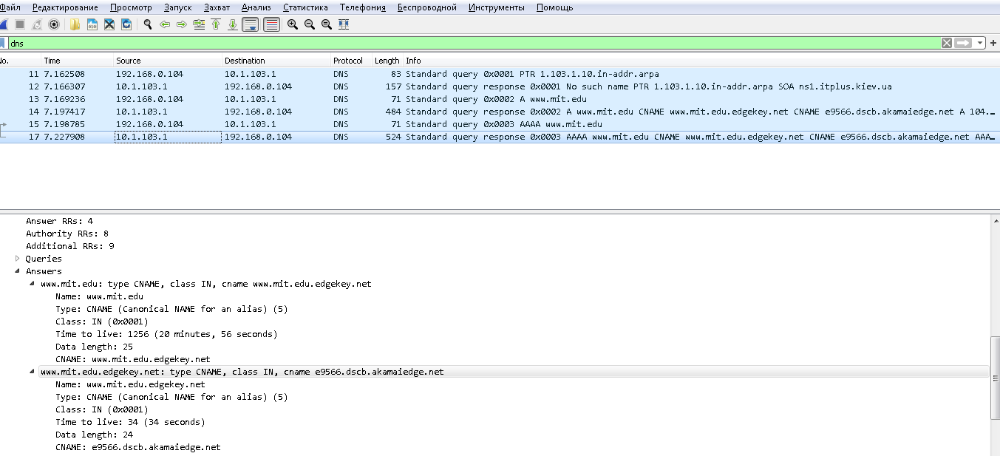 Файл Редактирование Просмотр Запуск Захват Анализ Статистика Телефония Беспроводной Инструменты Помощь
dns
No. Time Source Destination Protocol Length Info
11 7.162508 192.168.0.104 10.1.103.1 DNS 83 Standard query 0x0001 PTR 1.103.1.10.in-addr.arpa
12 7.166307 10.1.103.1 192.168.0.104 DNS 157 Standard query response 0x0001 No such name PTR 1.103.1.10.in-addr.arpa SOA ns1.itplus.kiev.ua
13 7.169236 192.168.0.104 10.1.103.1 DNS 71 Standard query 0x0002 A www.mit.edu
14 7.197417 10.1.103.1 192.168.0.104 DNS 484 Standard query response 0x0002 A www.mit.edu CNAME www.mit.edu.edgekey.net CNAME e9566.dscb.akamaiedge.net A 104.…
15 7.198785 192.168.0.104 10.1.103.1 DNS 71 Standard query 0x0003 AAAA www.mit.edu
17 7.227908 10.1.103.1 192.168.0.104 DNS 524 Standard query response 0x0003 AAAA www.mit.edu CNAME www.mit.edu.edgekey.net CNAME e9566.dscb.akamaiedge.net AAA…
Answer RRs: 4
Authority RRs: 8
Additional RRs: 9
Queries
Answers
www.mit.edu: type CNAME, class IN, cname www.mit.edu.edgekey.net
Name: www.mit.edu
Type: CNAME (Canonical NAME for an alias) (5)
Class: IN (0x0001)
Time to live: 1256 (20 minutes, 56 seconds)
Data length: 25
CNAME: www.mit.edu.edgekey.net
www.mit.edu.edgekey.net: type CNAME, class IN, cname e9566.dscb.akamaiedge.net
Name: www.mit.edu.edgekey.net
Type: CNAME (Canonical NAME for an alias) (5)
Class: IN (0x0001)
Time to live: 34 (34 seconds)
Data length: 24
CNAME: e9566.dscb.akamaiedge.net